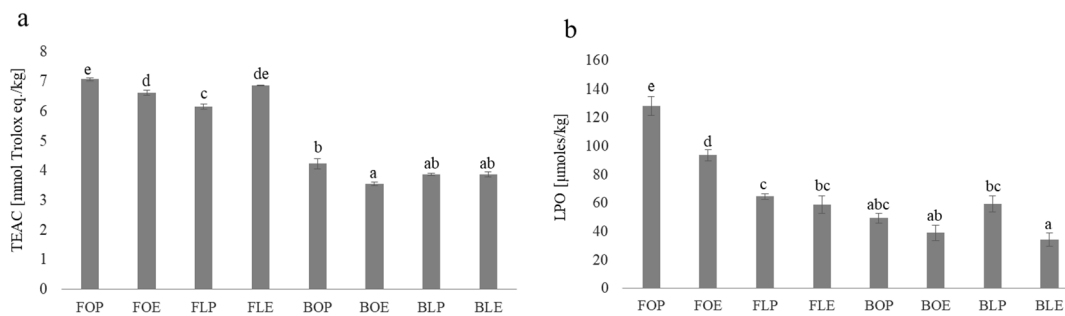 a
TEAC [mmol Trolox eq./kg]
8
7
6
5
4
3
2
1
0
e
d
c
de
b
a
ab
ab
FOP FOE FLP FLE BOP BOE BLP BLE
b
LPO [µmoles/kg]
160
140
120
100
80
60
40
20
0
e
d
c
bc
abc
ab
bc
a
FOP FOE FLP FLE BOP BOE BLP BLE